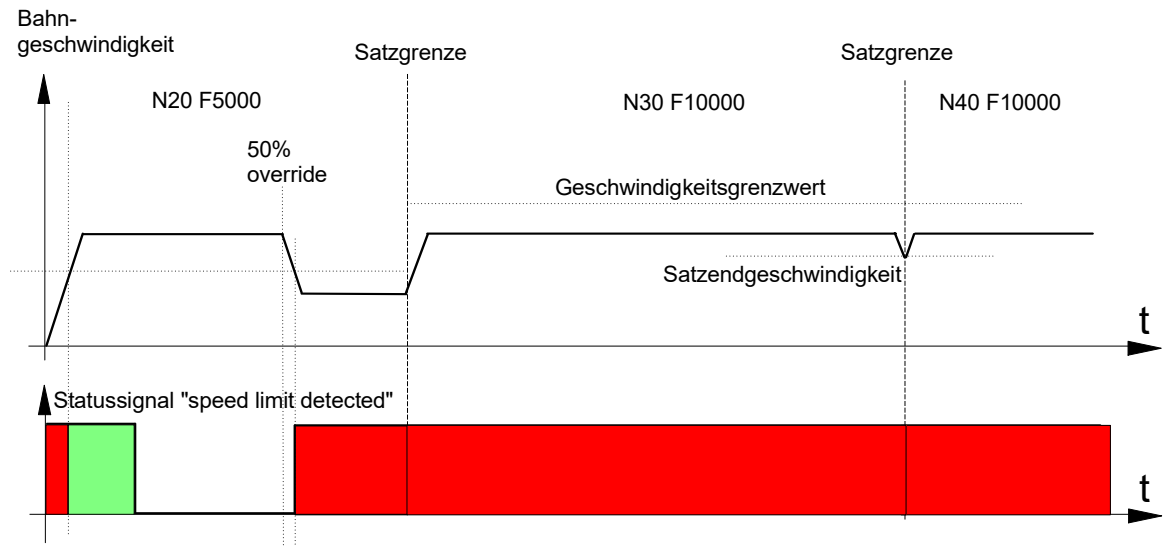 Bahn-
geschwindigkeit
Satzgrenze
Satzgrenze
N20 F5000
N30 F10000
N40 F10000
50%
override
Geschwindigkeitsgrenzwert
Satzendgeschwindigkeit
t
Statussignal "speed limit detected"
t